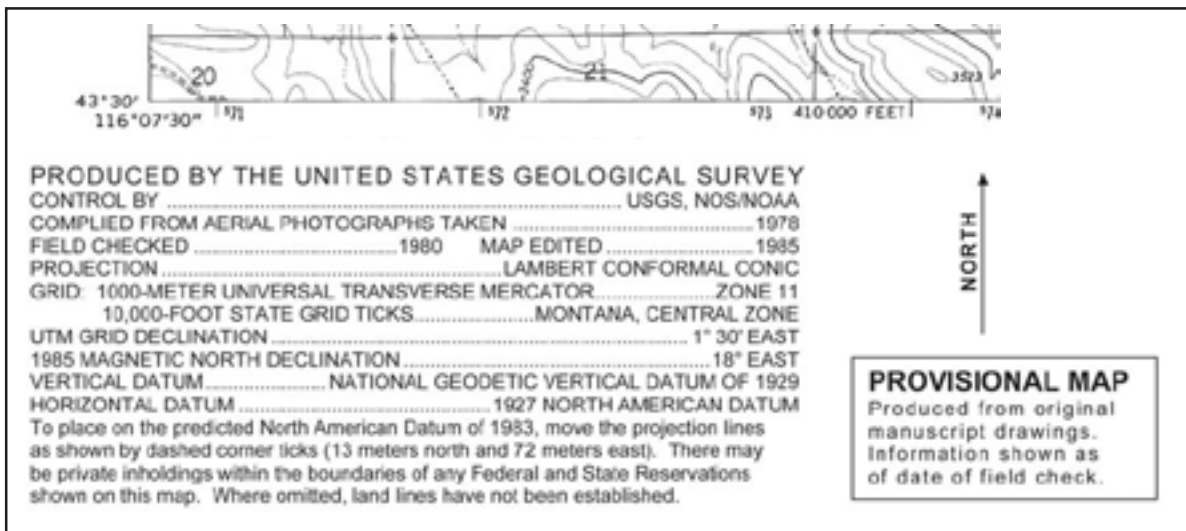 20
21
2400
3523
43°30'
116°07'30"
571
572
573
410 000 FEET
574
PRODUCED BY THE UNITED STATES GEOLOGICAL SURVEY
CONTROL BY ........ USGS, NOS/NOAA
COMPLIED FROM AERIAL PHOTOGRAPHS TAKEN ........ 1978
FIELD CHECKED ........ 1980 MAP EDITED ........ 1985
PROJECTION ........ LAMBERT CONFORMAL CONIC
GRID: 1000-METER UNIVERSAL TRANSVERSE MERCATOR ........ ZONE 11
10,000-FOOT STATE GRID TICKS ........ MONTANA, CENTRAL ZONE
UTM GRID DECLINATION ........ 1° 30' EAST
1985 MAGNETIC NORTH DECLINATION ........ 18° EAST
VERTICAL DATUM ........ NATIONAL GEODETIC VERTICAL DATUM OF 1929
HORIZONTAL DATUM ........ 1927 NORTH AMERICAN DATUM
To place on the predicted North American Datum of 1983, move the projection lines
as shown by dashed corner ticks (13 meters north and 72 meters east). There may
be private inholdings within the boundaries of any Federal and State Reservations
shown on this map. Where omitted, land lines have not been established.
NORTH
PROVISIONAL MAP
Produced from original
manuscript drawings.
Information shown as
of date of field check.